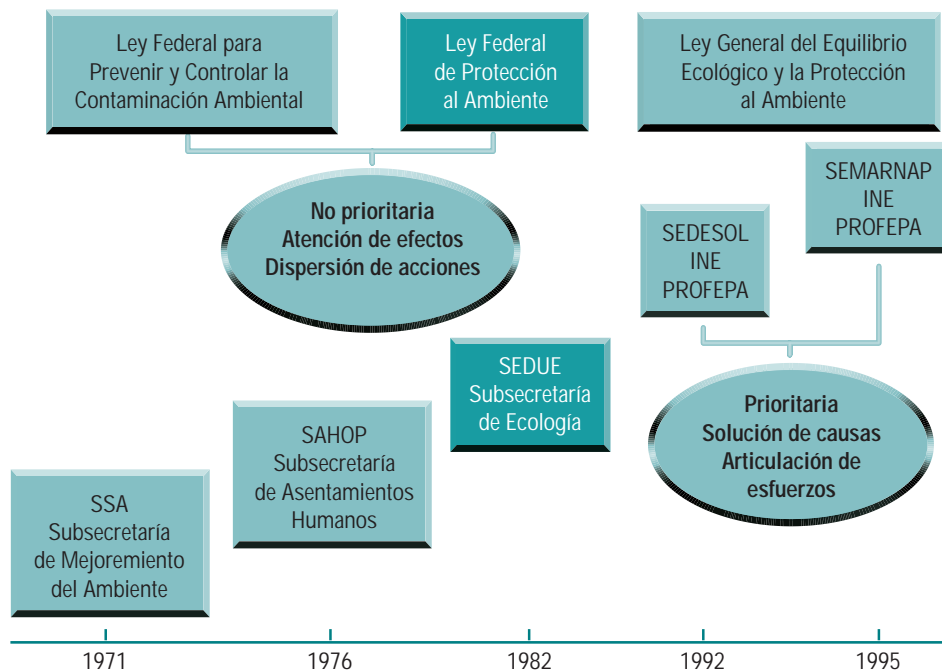 Ley Federal para
Prevenir y Controlar la
Contaminación Ambiental
Ley Federal
de Protección
al Ambiente
Ley General del Equilibrio
Ecológico y la Protección
al Ambiente
No prioritaria
Atención de efectos
Dispersión de acciones
SEMARNAP
INE
PROFEPA
SEDESOL
INE
PROFEPA
SEDUE
Subsecretaría
de Ecología
Prioritaria
Solución de causas
Articulación de
esfuerzos
SAHOP
Subsecretaría
de Asentamientos
Humanos
SSA
Subsecretaría
de Mejoremiento
del Ambiente
1971
1976
1982
1992
1995